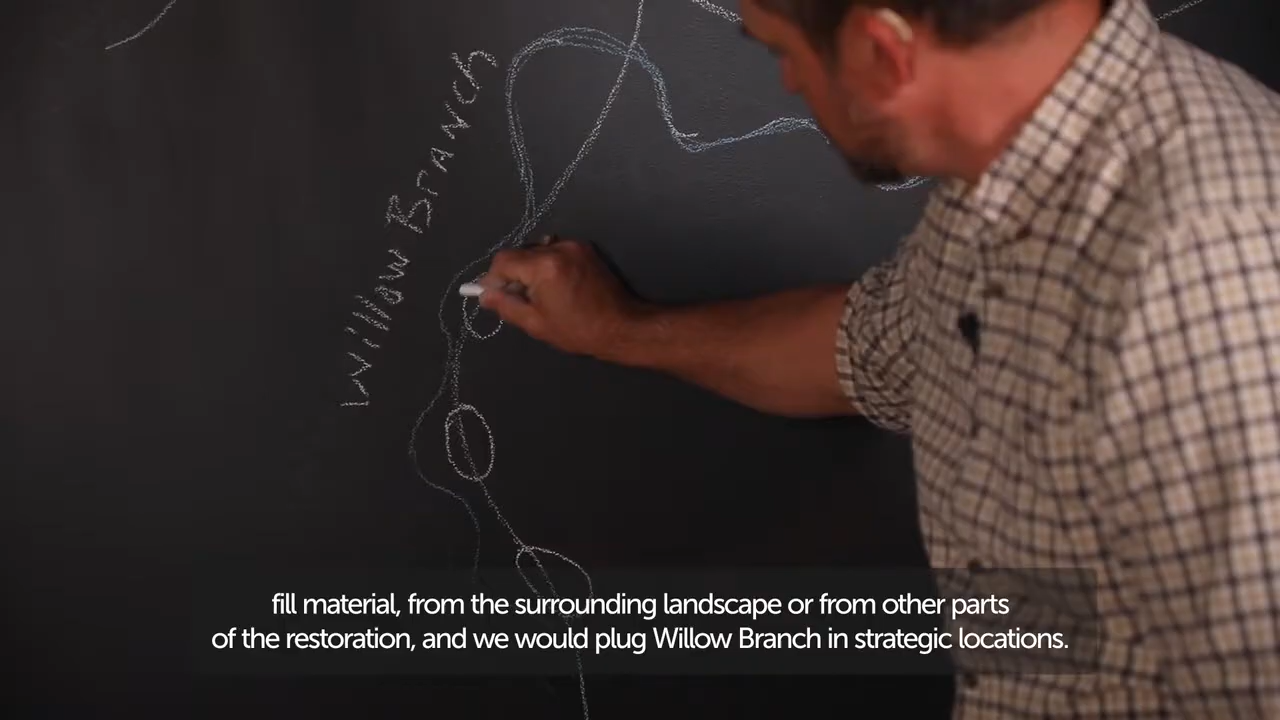 Willow Branch
fill material, from the surrounding landscape or from other parts
of the restoration, and we would plug Willow Branch in strategic locations.